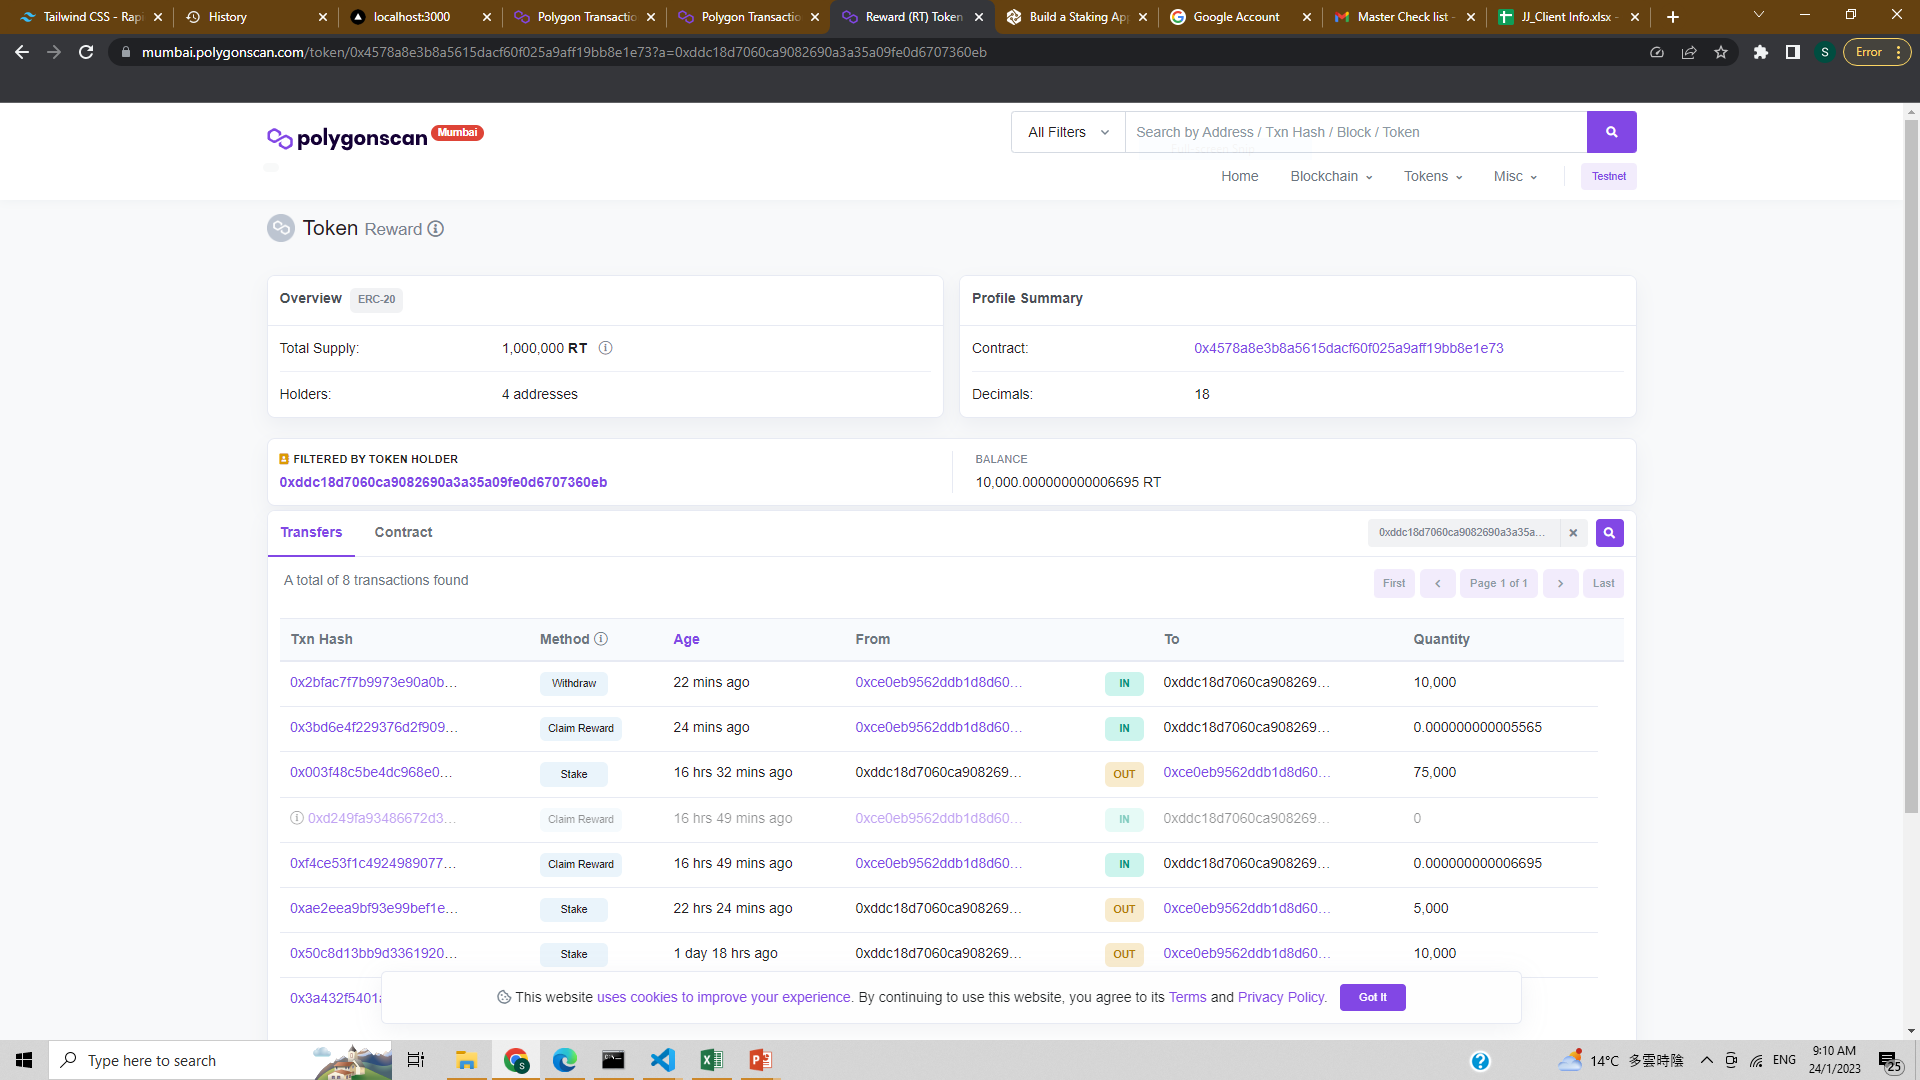 Tailwind CSS - Rapi
History
localhost:3000
Polygon Transactio
Polygon Transactio
Reward (RT) Token
Build a Staking Ap
Google Account
Master Check list -
JJ_Client Info.xlsx -
mumbai.polygonscan.com/token/0x4578a8e3b8a5615dacf60f025a9aff19bb8e1e73?a=0xddc18d7060ca9082690a3a35a09fe0d6707360eb
S
Error
polygonscan Mumbai
All Filters
Search by Address / Txn Hash / Block / Token
Home
Blockchain
Tokens
Misc
Testnet
Token Reward
Overview ERC-20
Total Supply: 1,000,000 RT
Holders: 4 addresses
Profile Summary
Contract: 0x4578a8e3b8a5615dacf60f025a9aff19bb8e1e73
Decimals: 18
FILTERED BY TOKEN HOLDER
0xddc18d7060ca9082690a3a35a09fe0d6707360eb
BALANCE
10,000.000000000006695 RT
Transfers Contract
0xddc18d7060ca9082690a3a35a...
A total of 8 transactions found
First Page 1 of 1 Last
Txn Hash Method Age From To Quantity
0x2bfac7f7b9973e90a0b... Withdraw 22 mins ago 0xce0eb9562ddb1d8d60... IN 0xddc18d7060ca908269... 10,000
0x3bd6e4f229376d2f909... Claim Reward 24 mins ago 0xce0eb9562ddb1d8d60... IN 0xddc18d7060ca908269... 0.000000000005565
0x003f48c5be4dc968e0... Stake 16 hrs 32 mins ago 0xddc18d7060ca908269... OUT 0xce0eb9562ddb1d8d60... 75,000
0xd249fa93486672d3... Claim Reward 16 hrs 49 mins ago 0xce0eb9562ddb1d8d60... IN 0xddc18d7060ca908269... 0
0xf4ce53f1c4924989077... Claim Reward 16 hrs 49 mins ago 0xce0eb9562ddb1d8d60... IN 0xddc18d7060ca908269... 0.000000000006695
0xae2eea9bf93e99bef1e... Stake 22 hrs 24 mins ago 0xddc18d7060ca908269... OUT 0xce0eb9562ddb1d8d60... 5,000
0x50c8d13bb9d3361920... Stake 1 day 18 hrs ago 0xddc18d7060ca908269... OUT 0xce0eb9562ddb1d8d60... 10,000
0x3a432f5401
This website uses cookies to improve your experience. By continuing to use this website, you agree to its Terms and Privacy Policy. Got It
Type here to search
14°C 多雲時陰
ENG
9:10 AM
24/1/2023
25